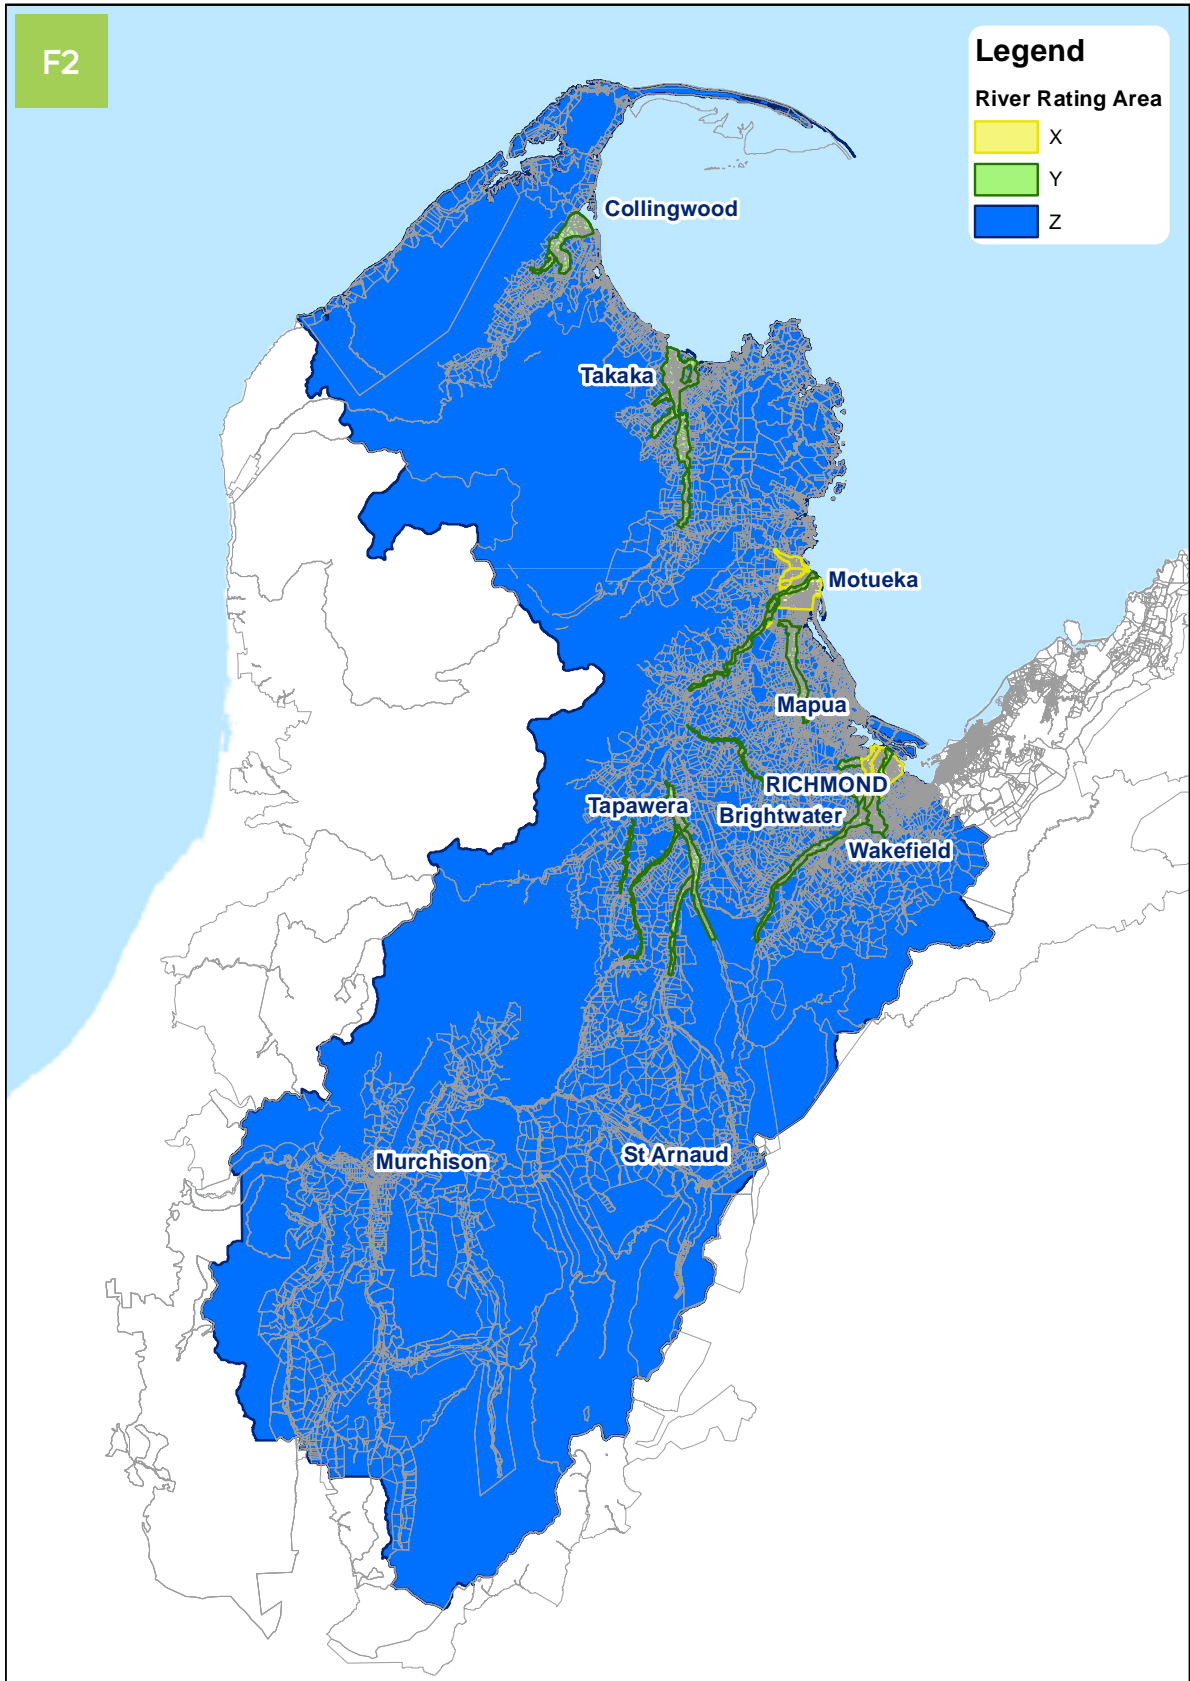 F2
Legend
River Rating Area
X
Y
Z
Collingwood
Takaka
Motueka
Mapua
RICHMOND
Tapawera
Brightwater
Wakefield
St Arnaud
Murchison